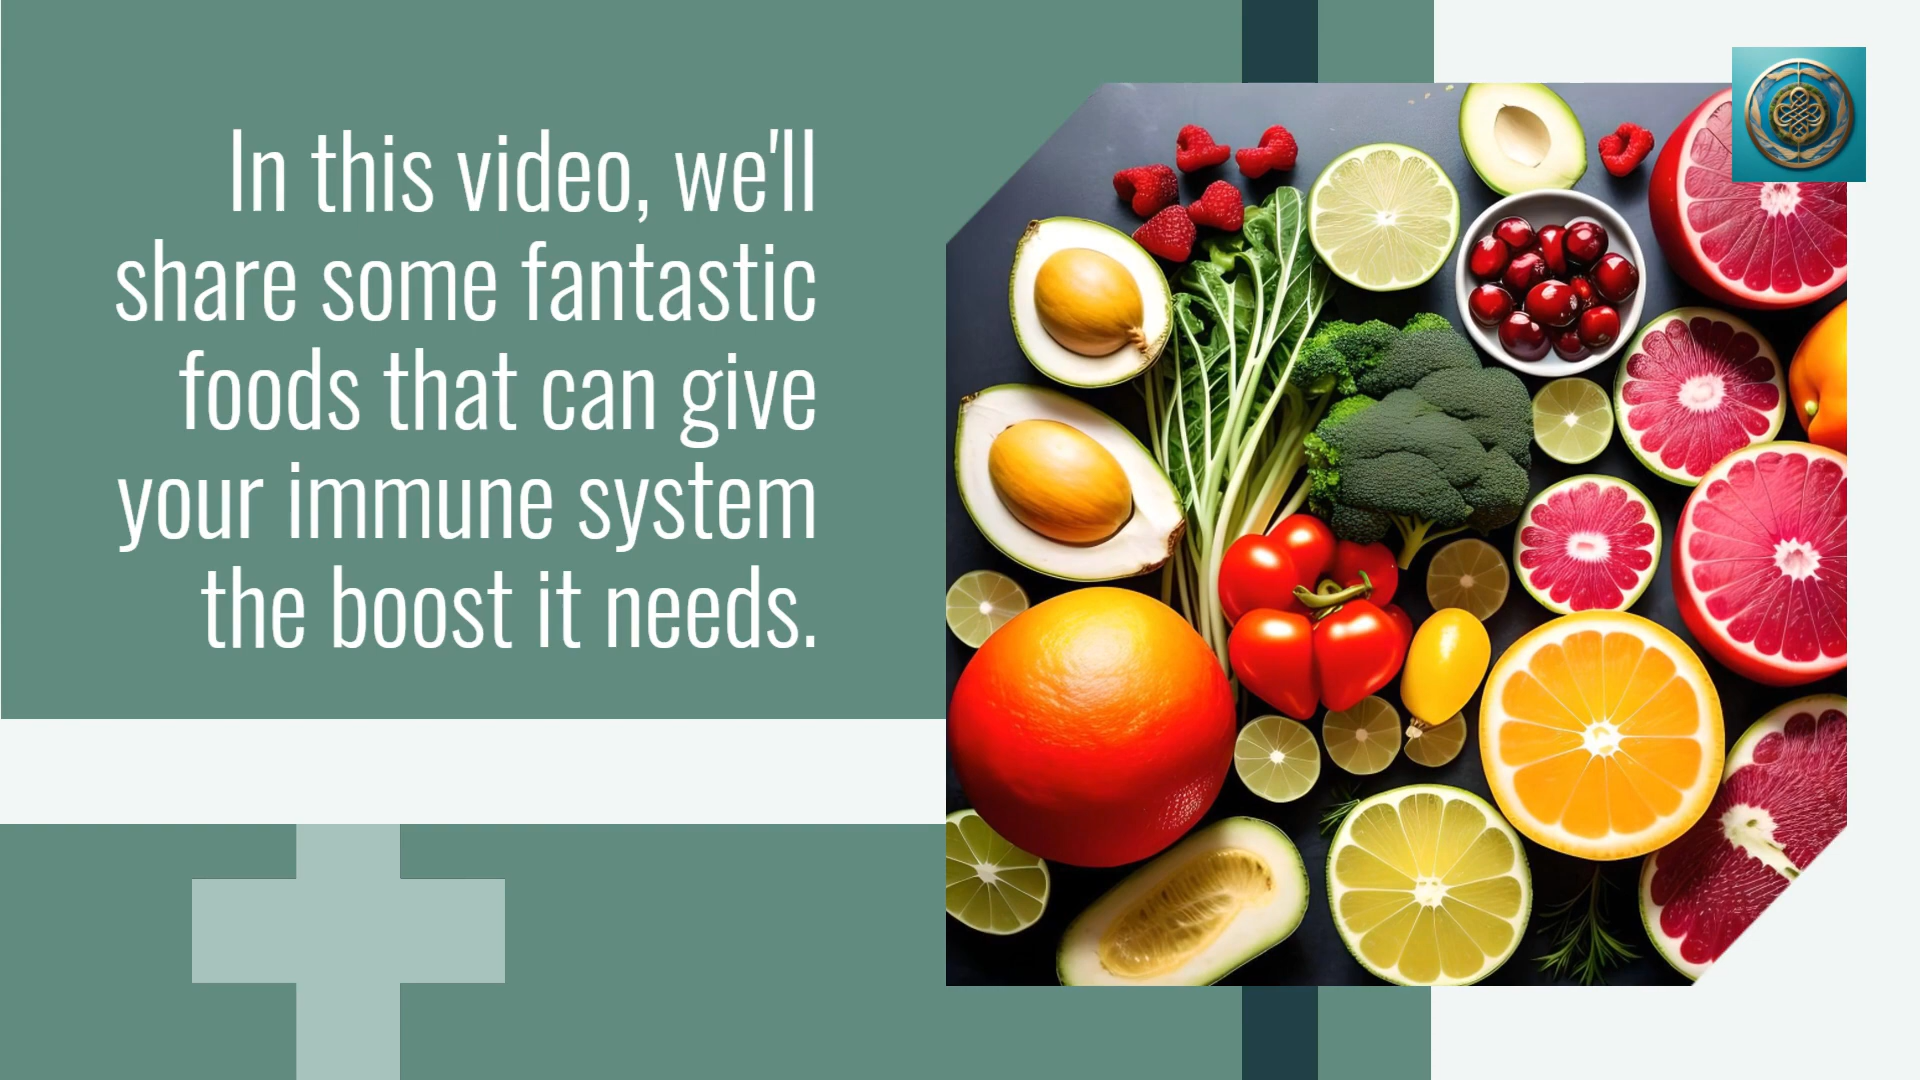 In this video, we'll
share some fantastic
foods that can give
your immune system
the boost it needs.